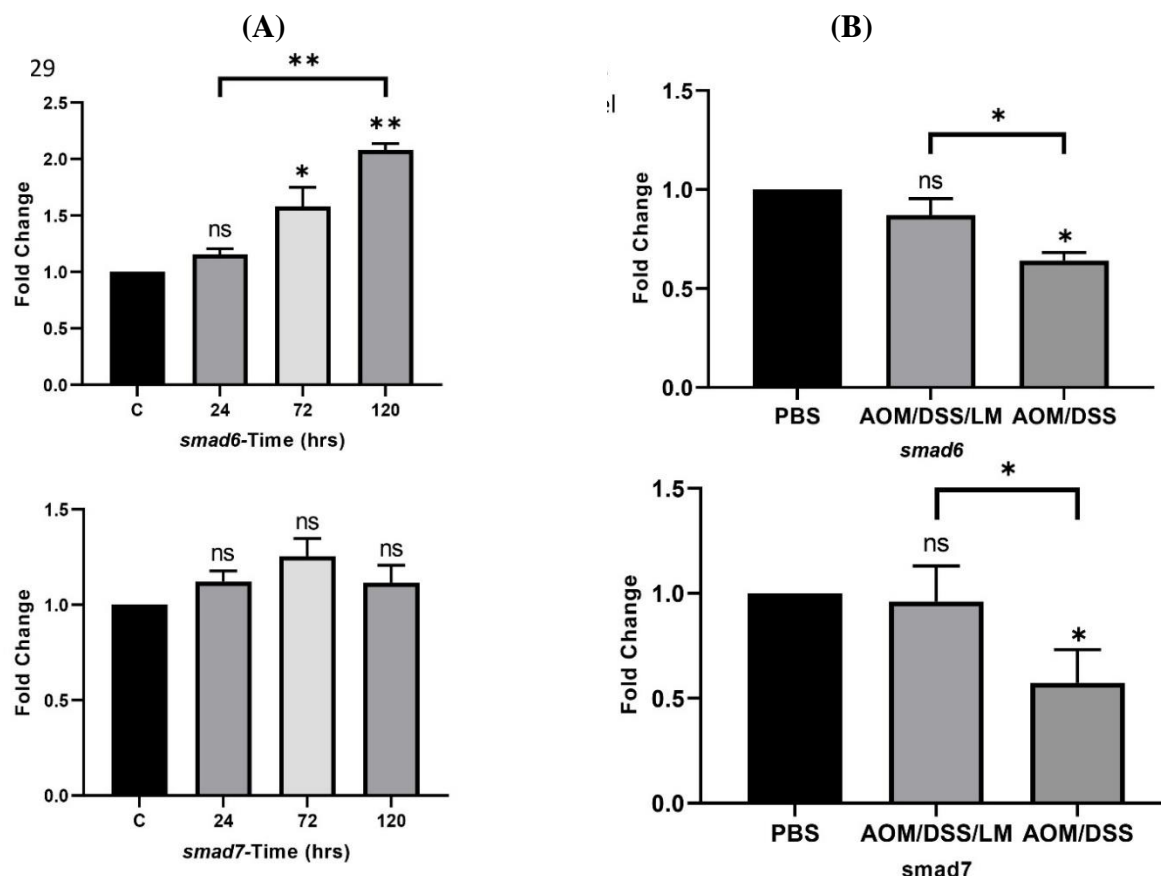 (A)
(B)
29
el
**
2.5
2.0
1.5
1.0
0.5
0.0
Fold Change
ns
*
**
C 24 72 120
smad6-Time (hrs)
*
1.5
1.0
0.5
0.0
Fold Change
ns
*
PBS AOM/DSS/LM AOM/DSS
smad6
1.5
1.0
0.5
0.0
Fold Change
ns
ns
ns
C 24 72 120
smad7-Time (hrs)
*
1.5
1.0
0.5
0.0
Fold Change
ns
*
PBS AOM/DSS/LM AOM/DSS
smad7